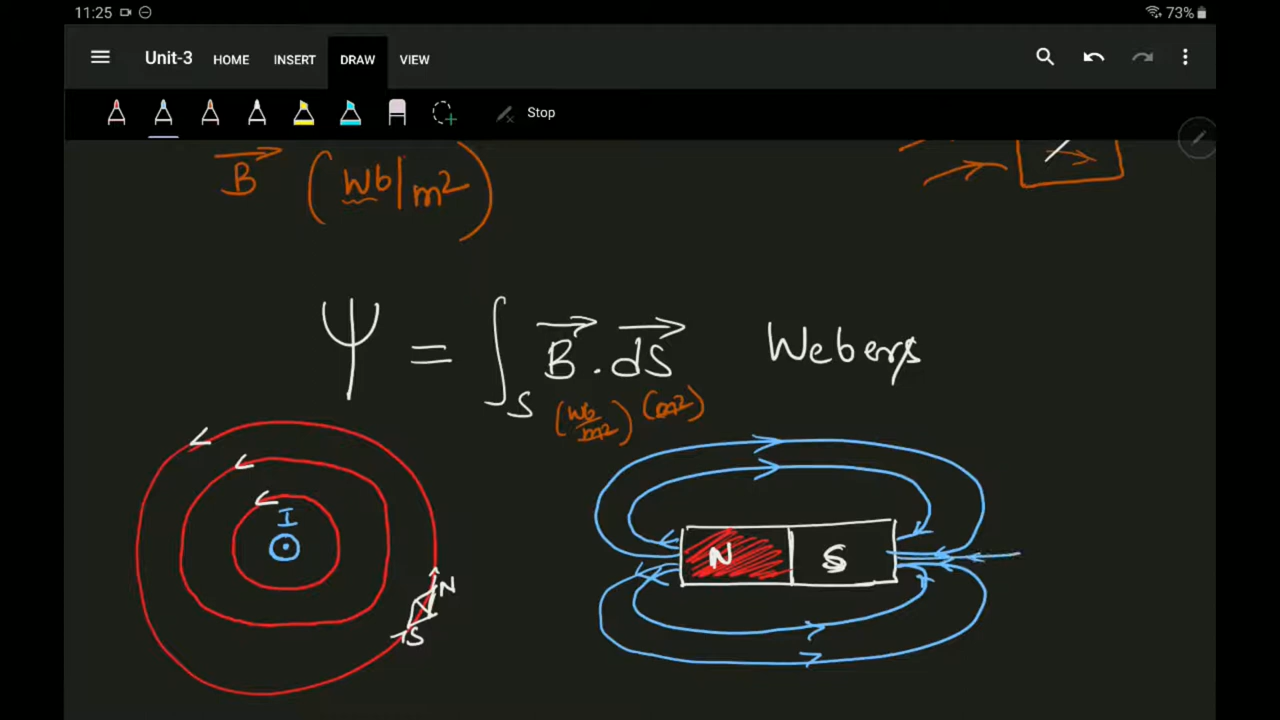 11:25 73%
Unit-3 HOME INSERT DRAW VIEW
Stop
B (Wb/m²)
Ψ = ∫S B . dS Webers
(Wb/m²) (m²)
I
N S
N
S